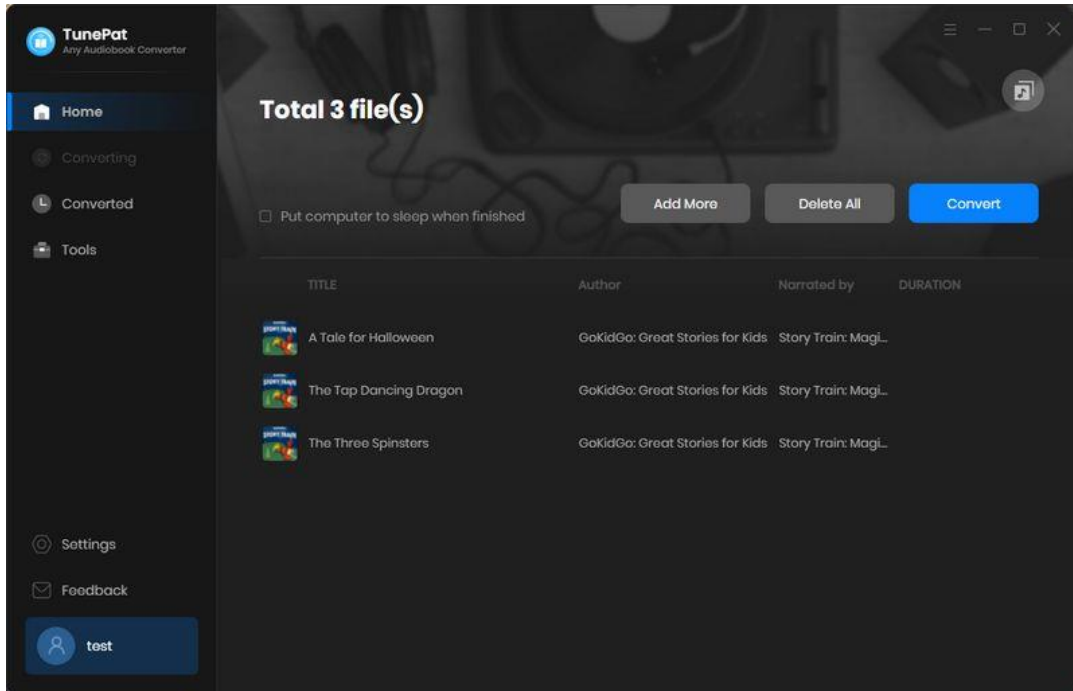 TunePat
Any Audiobook Converter
Home
Converting
Converted
Tools
Settings
Feedback
test
Total 3 file(s)
Put computer to sleep when finished
Add More
Delete All
Convert
TITLE Author Narrated by DURATION
A Tale for Halloween GoKidGo: Great Stories for Kids Story Train: Magi...
The Tap Dancing Dragon GoKidGo: Great Stories for Kids Story Train: Magi...
The Three Spinsters GoKidGo: Great Stories for Kids Story Train: Magi...